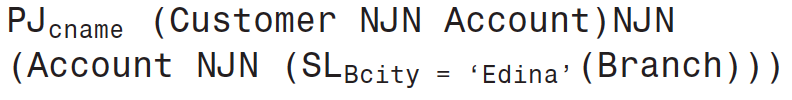 PJcname (Customer NJN Account)NJN
(Account NJN (SLBcity = ‘Edina’(Branch)))